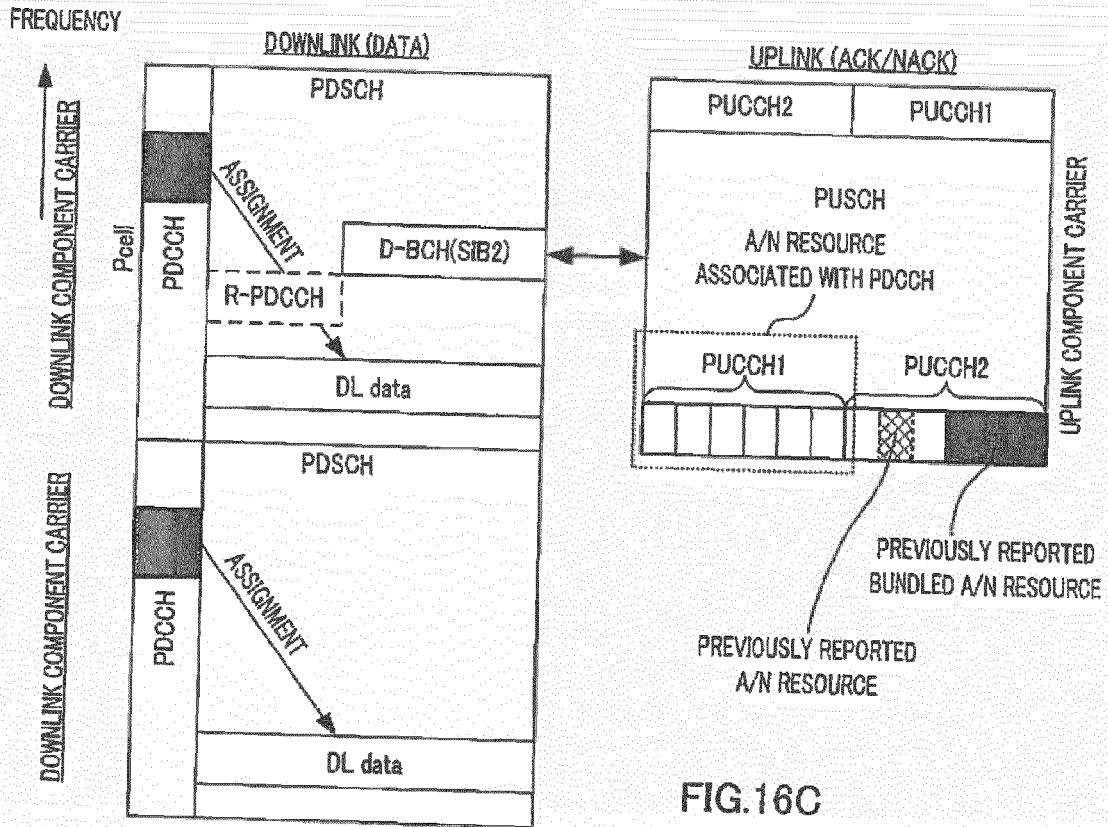 FREQUENCY
DOWNLINK (DATA)
UPLINK (ACK/NACK)
PDSCH
PUCCH2
PUCCH1
DOWNLINK COMPONENT CARRIER
Pcell
PDCCH
ASSIGNMENT
D-BCH(SIB2)
R-PDCCH
DL data
PUSCH
A/N RESOURCE
ASSOCIATED WITH PDCCH
UPLINK COMPONENT CARRIER
PUCCH1
PUCCH2
PDSCH
DOWNLINK COMPONENT CARRIER
PDCCH
ASSIGNMENT
DL data
PREVIOUSLY REPORTED
BUNDLED A/N RESOURCE
PREVIOUSLY REPORTED
A/N RESOURCE
FIG.16C